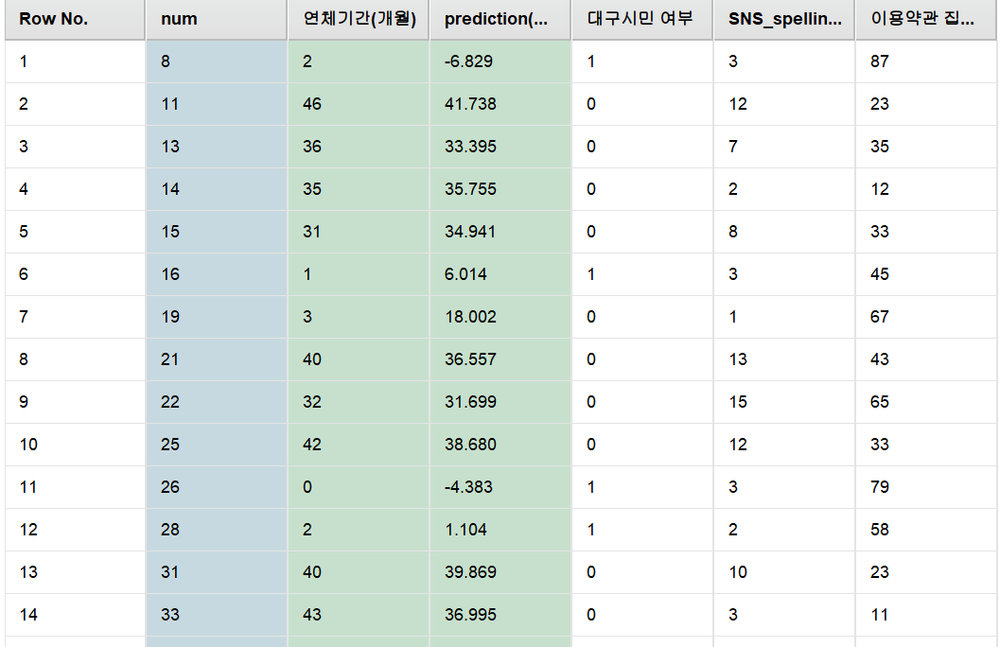 Row No. num 연체기간(개월) prediction(... 대구시민 여부 SNS_spellin... 이용약관 집...
1 8 2 -6.829 1 3 87
2 11 46 41.738 0 12 23
3 13 36 33.395 0 7 35
4 14 35 35.755 0 2 12
5 15 31 34.941 0 8 33
6 16 1 6.014 1 3 45
7 19 3 18.002 0 1 67
8 21 40 36.557 0 13 43
9 22 32 31.699 0 15 65
10 25 42 38.680 0 12 33
11 26 0 -4.383 1 3 79
12 28 2 1.104 1 2 58
13 31 40 39.869 0 10 23
14 33 43 36.995 0 3 11